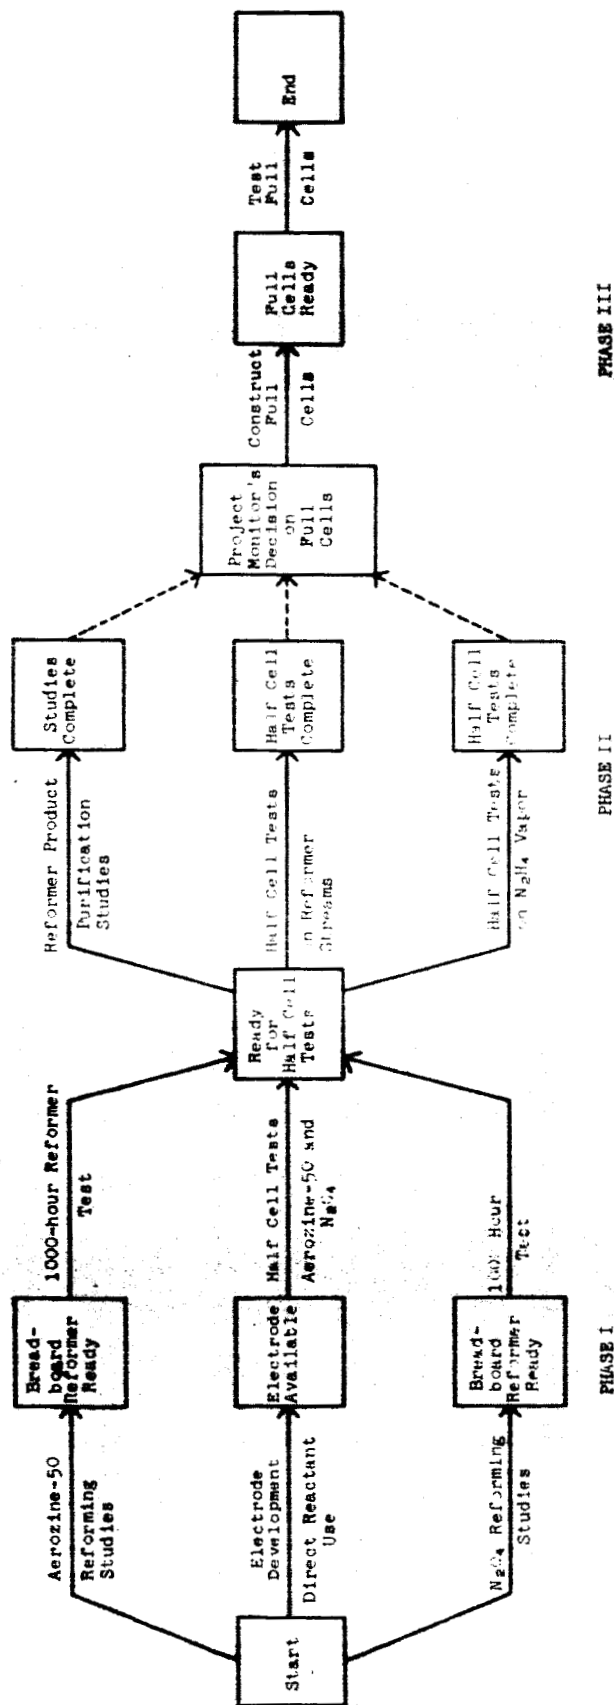 Start
Aerozine-50
Reforming
Studies
Electrode
Development
Direct Reactant
Use
N₂O₄ Reforming
Studies
Bread-
board
Reformer
Ready
Electrode
Available
Bread-
board
Reformer
Ready
1000-hour Reformer
Test
Half Cell Tests
Aerozine-50 and
N₂O₄
Hour
Test
Ready
for
Half Cell
Tests
Reformer Product
Purification
Studies
Half Cell Tests
on Reformer
Streams
Half Cell Tests
on N₂H₄ Vapor
Studies
Complete
Half Cell
Tests
Complete
Half Cell
Tests
Complete
Project
Monitor's
Decision
on
Full
Cells
Construct
Full
Cells
Full
Cells
Ready
Test
Full
Cells
End
PHASE I
PHASE II
PHASE III